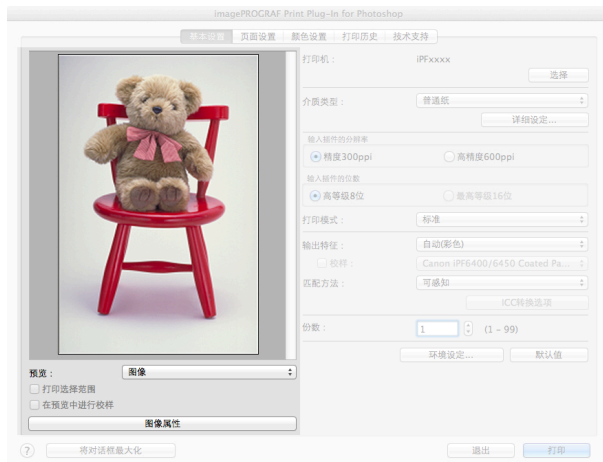 imagePROGRAF Print Plug-In for Photoshop
基本设置 页面设置 颜色设置 打印历史 技术支持
打印机： iPFxxxx
选择
介质类型： 普通纸
详细设定...
输入插件的分辨率
精度300ppi 高精度600ppi
输入插件的位数
高等级8位 最高等级16位
打印模式： 标准
输出特征： 自动(彩色)
校样： Canon iPF6400/6450 Coated Pa...
匹配方法： 可感知
ICC转换选项
份数： 1 (1 ~ 99)
环境设定... 默认值
预览： 图像
打印选择范围
在预览中进行校样
图像属性
? 将对话框最大化 退出 打印